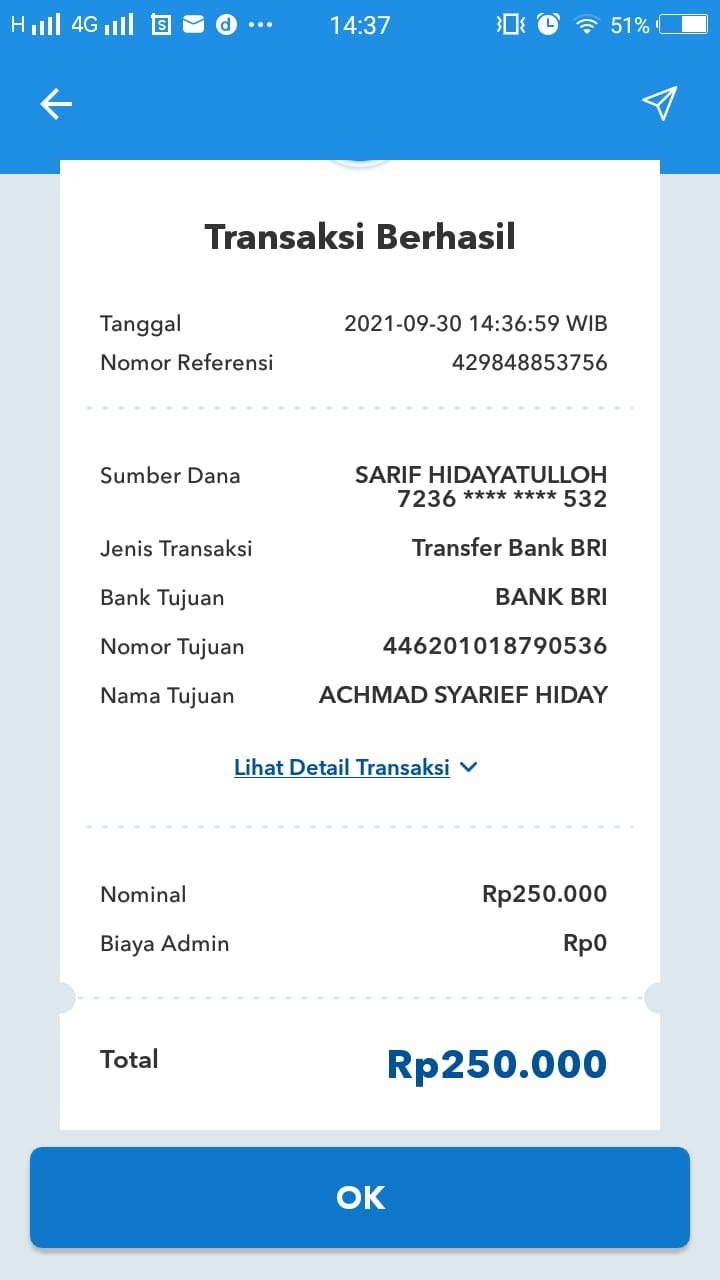 H 4G S d ••• 14:37 51%
Transaksi Berhasil
Tanggal 2021-09-30 14:36:59 WIB
Nomor Referensi 429848853756
Sumber Dana SARIF HIDAYATULLOH
7236 **** **** 532
Jenis Transaksi Transfer Bank BRI
Bank Tujuan BANK BRI
Nomor Tujuan 446201018790536
Nama Tujuan ACHMAD SYARIEF HIDAY
Lihat Detail Transaksi
Nominal Rp250.000
Biaya Admin Rp0
Total Rp250.000
OK